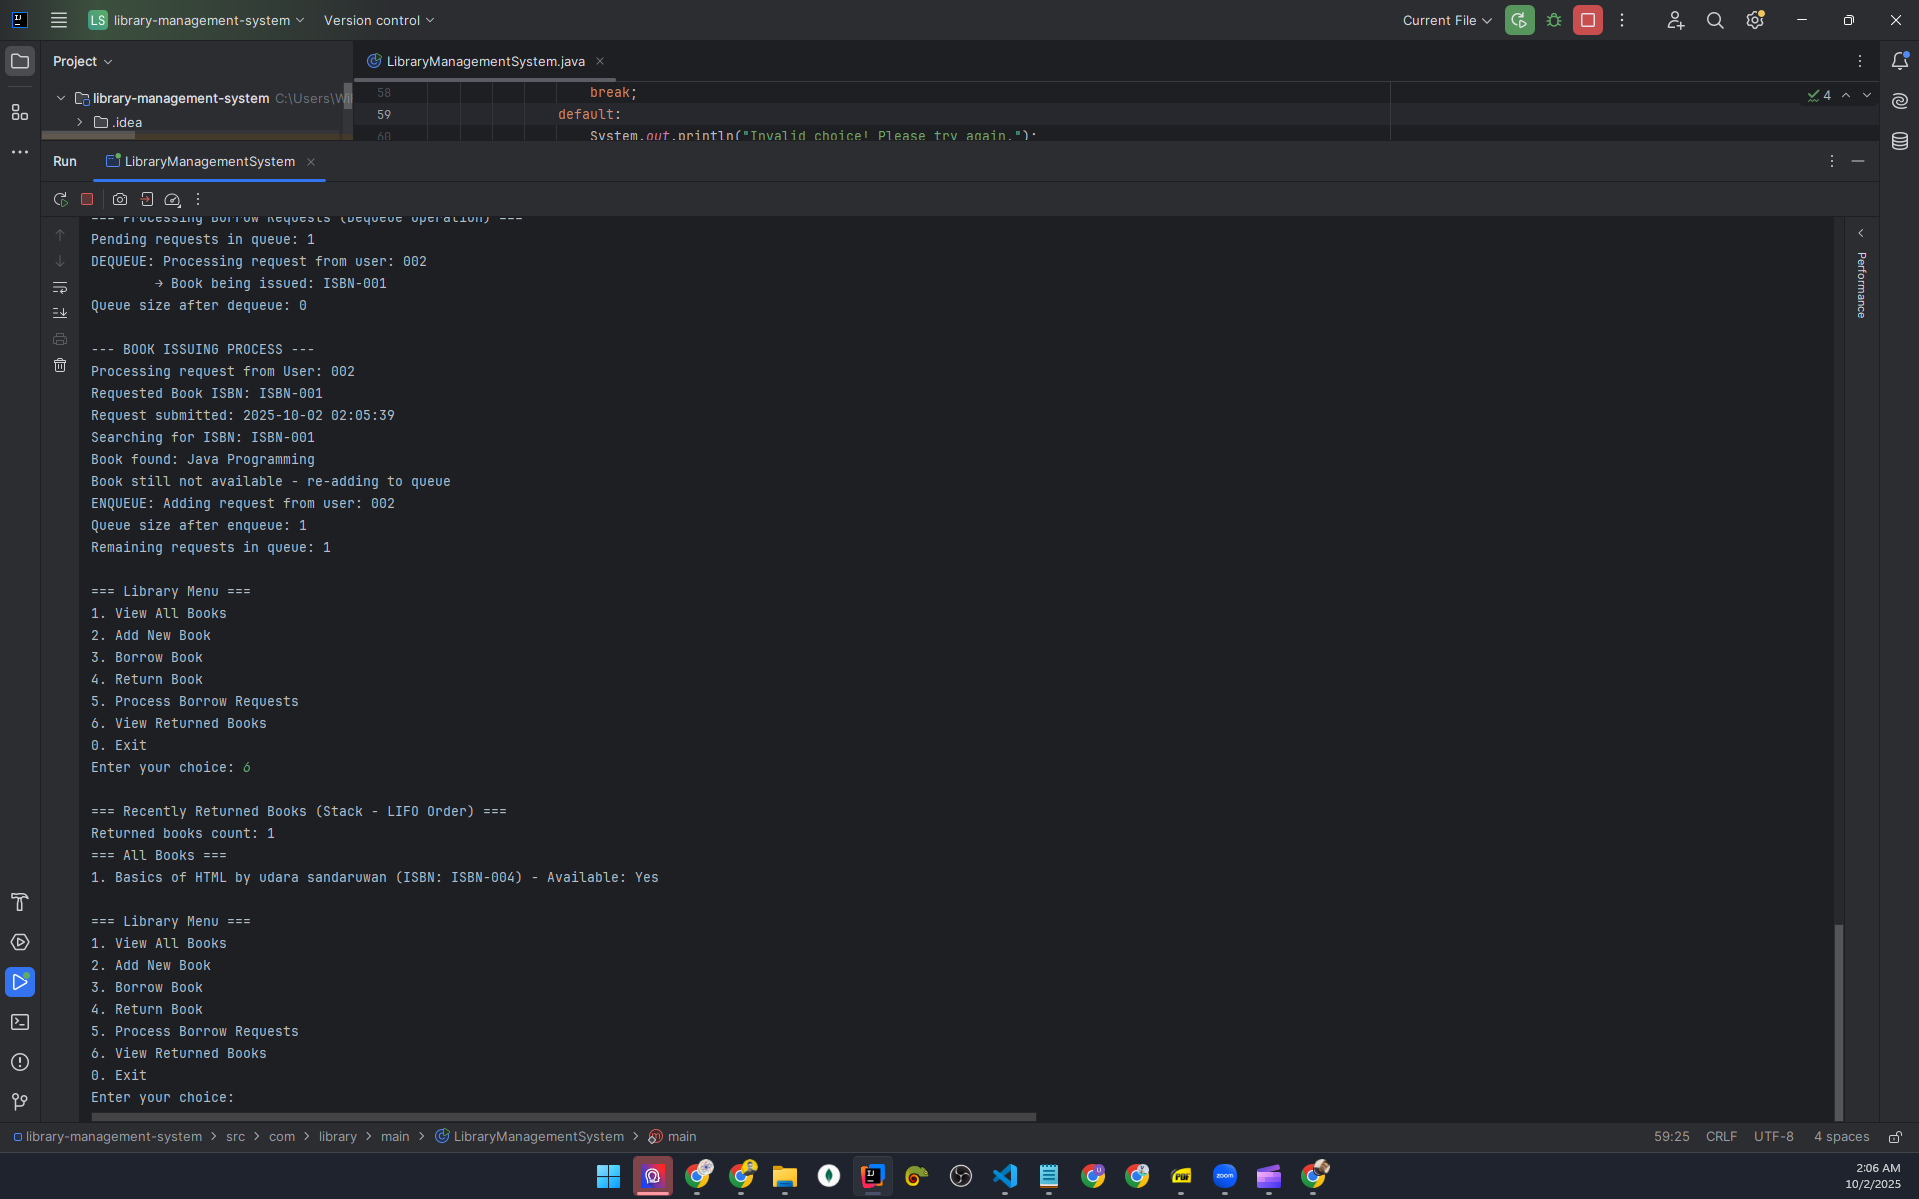 LS library-management-system Version control Current File
Project
LibraryManagementSystem.java
library-management-system C:\Users\Wi
.idea
58 break;
59 default:
60 System.out.println("Invalid choice! Please try again.");
4
Run LibraryManagementSystem
=== Processing Borrow Requests (Dequeue Operation) ===
Pending requests in queue: 1
DEQUEUE: Processing request from user: 002
→ Book being issued: ISBN-001
Queue size after dequeue: 0
--- BOOK ISSUING PROCESS ---
Processing request from User: 002
Requested Book ISBN: ISBN-001
Request submitted: 2025-10-02 02:05:39
Searching for ISBN: ISBN-001
Book found: Java Programming
Book still not available - re-adding to queue
ENQUEUE: Adding request from user: 002
Queue size after enqueue: 1
Remaining requests in queue: 1
=== Library Menu ===
1. View All Books
2. Add New Book
3. Borrow Book
4. Return Book
5. Process Borrow Requests
6. View Returned Books
0. Exit
Enter your choice: 6
=== Recently Returned Books (Stack - LIFO Order) ===
Returned books count: 1
=== All Books ===
1. Basics of HTML by udara sandaruwan (ISBN: ISBN-004) - Available: Yes
=== Library Menu ===
1. View All Books
2. Add New Book
3. Borrow Book
4. Return Book
5. Process Borrow Requests
6. View Returned Books
0. Exit
Enter your choice:
Performance
library-management-system > src > com > library > main > LibraryManagementSystem > main
59:25 CRLF UTF-8 4 spaces
2:06 AM
10/2/2025